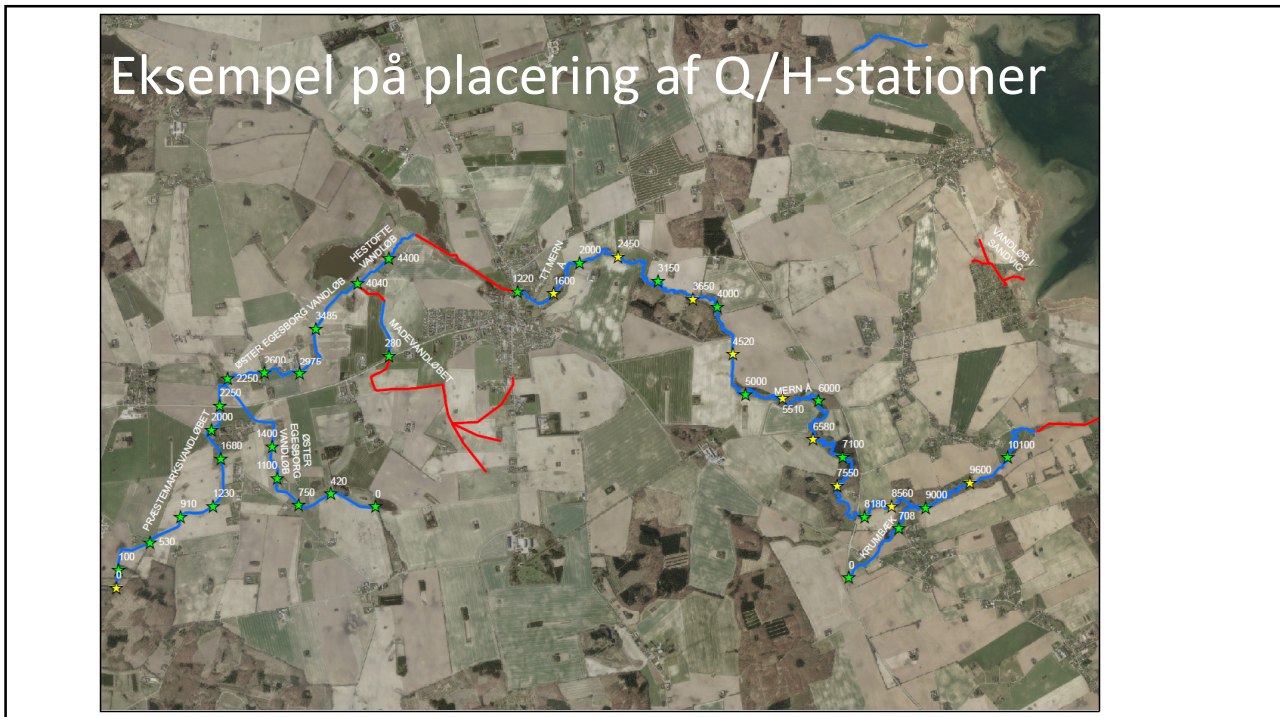 Eksempel på placering af Q/H-stationer
HESTOFTE
VANDLØB
4400
4040
ØSTER EGESBORG VANDLØB
3485
2975
2600
2250
2250
2000
1680
PRÆSTEMARKSVANDLØBET
1230
910
530
100
0
1400
1100
ØSTER
EGESBORG
VANDLØB
750
420
0
280
MADEVANDLØBET
1220
TT.MERN
Å
1600
2000
2450
3150
3650
4000
4520
5000
MERN Å
5510
6000
6580
7100
7550
8180
8560
708
KRUMBÆK
0
9000
9600
10100
VANDLØB I
SANDVIG